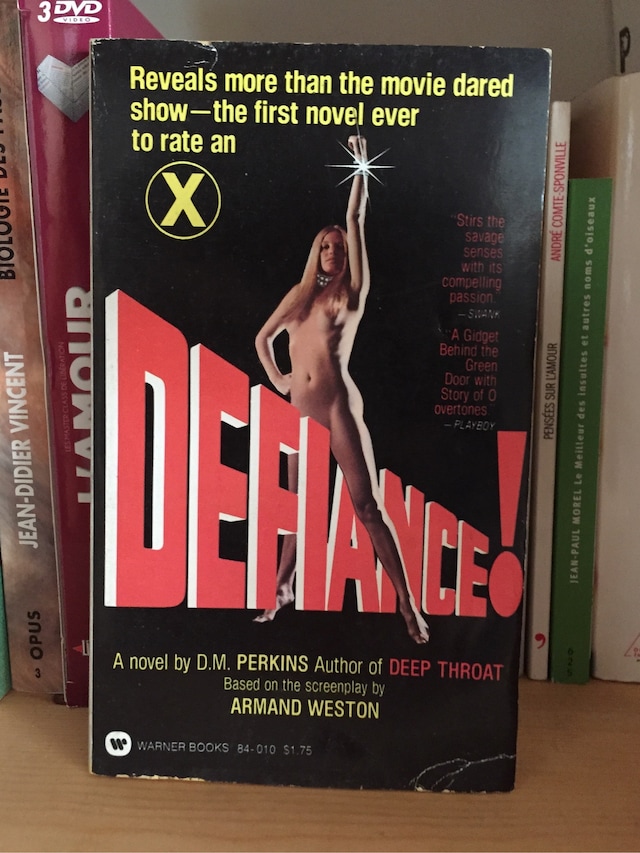 3 DVD
VIDEO
BIOLOGIE DES
JEAN-DIDIER VINCENT
OPUS
3
L'AMOUR
Reveals more than the movie dared
show—the first novel ever
to rate an
X
"Stirs the
savage
senses
with its
compelling
passion."
— SWANK
"A Gidget
Behind the
Green
Door with
Story of O
overtones"
— PLAYBOY
DEFIANCE!
A novel by D.M. PERKINS Author of DEEP THROAT
Based on the screenplay by
ARMAND WESTON
WARNER BOOKS 84-010 $1.75
ANDRÉ COMTE-SPONVILLE
PENSÉES SUR L'AMOUR
JEAN-PAUL MOREL Le Meilleur des insultes et autres noms d'oiseaux